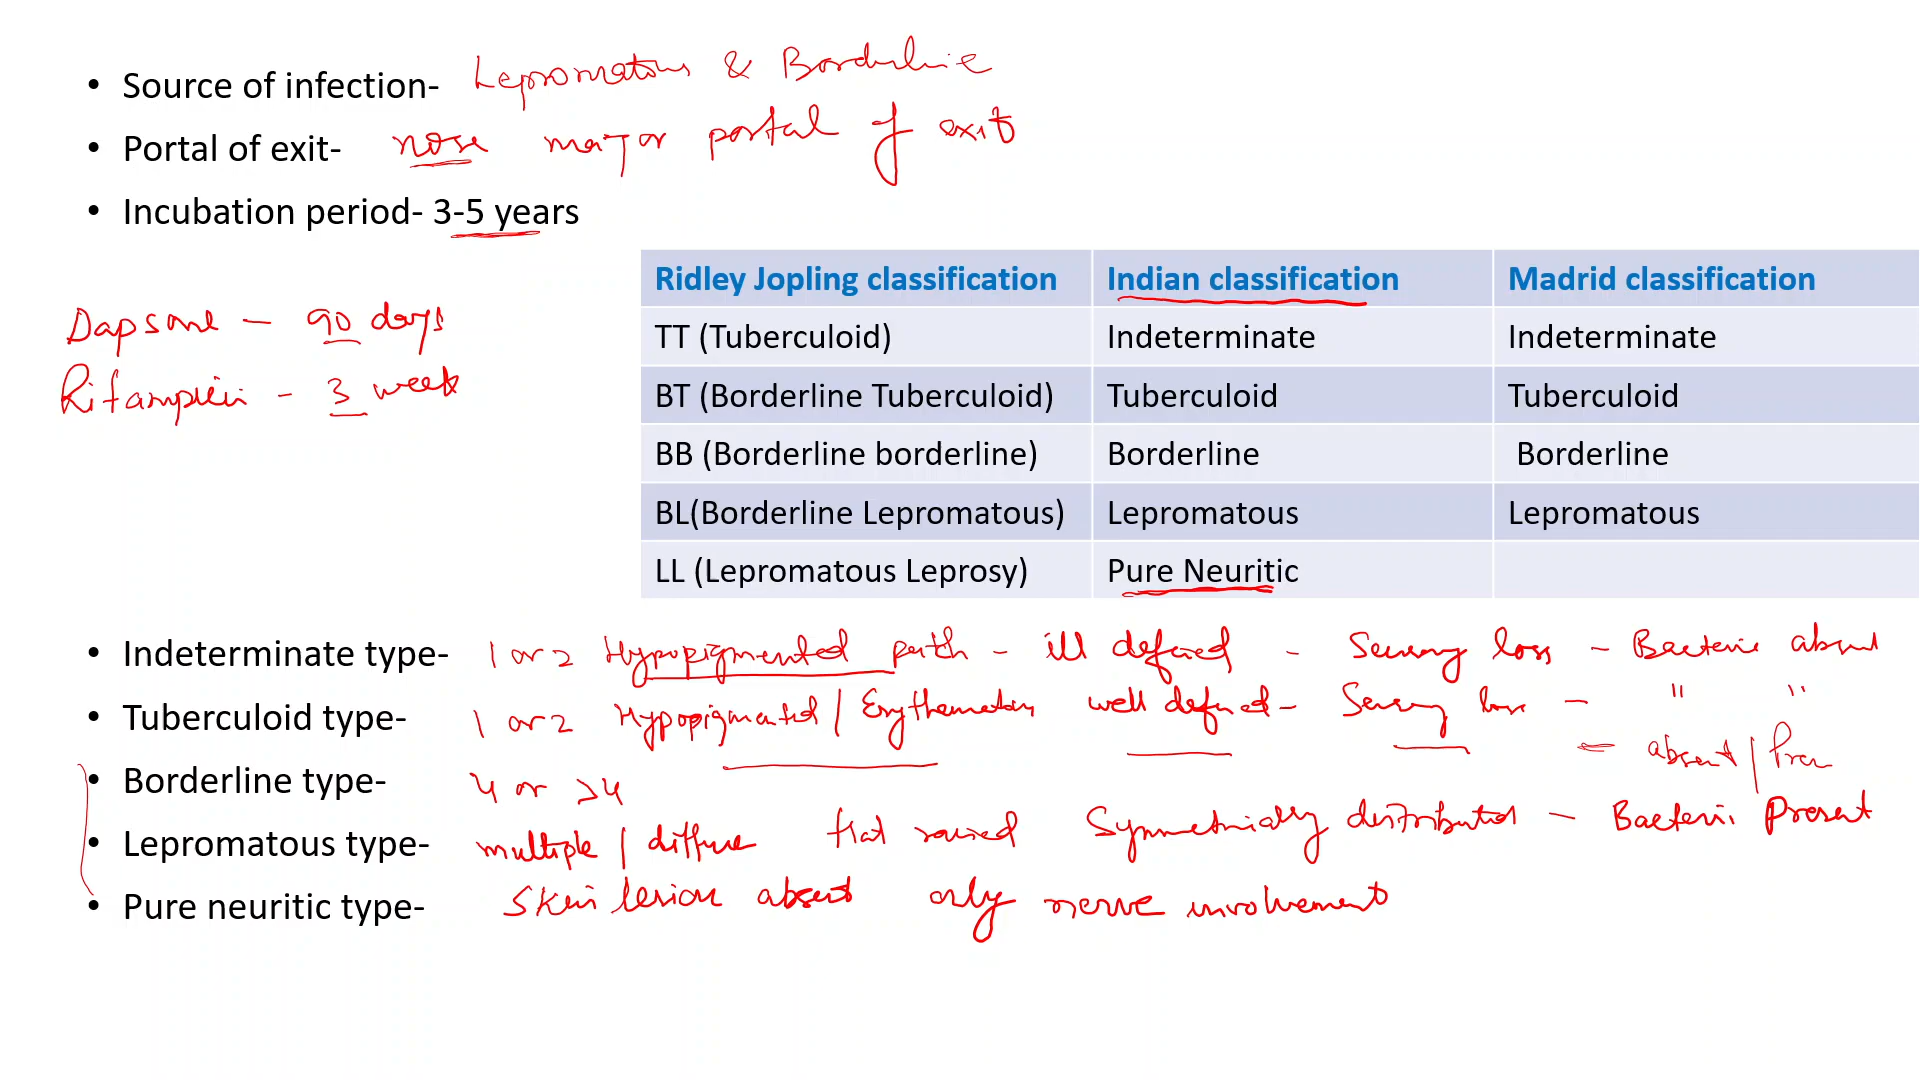 • Source of infection- Lepromatous & Borderline
• Portal of exit- nose major portal of exit
• Incubation period- 3-5 years
Dapsone - 90 days
Rifampicin - 3 week
Ridley Jopling classification Indian classification Madrid classification
TT (Tuberculoid) Indeterminate Indeterminate
BT (Borderline Tuberculoid) Tuberculoid Tuberculoid
BB (Borderline borderline) Borderline Borderline
BL(Borderline Lepromatous) Lepromatous Lepromatous
LL (Lepromatous Leprosy) Pure Neuritic
• Indeterminate type- 1 or 2 Hypopigmented patch - ill defined - Sensory loss - Bacteria absent
• Tuberculoid type- 1 or 2 Hypopigmented / Erythematous well defined - Sensory loss - " "
• Borderline type- 4 or >4 - absent /
• Lepromatous type- multiple / diffuse flat raised Symmetrically distributed - Bacteria Present
• Pure neuritic type- Skin lesion absent only nerve involvement